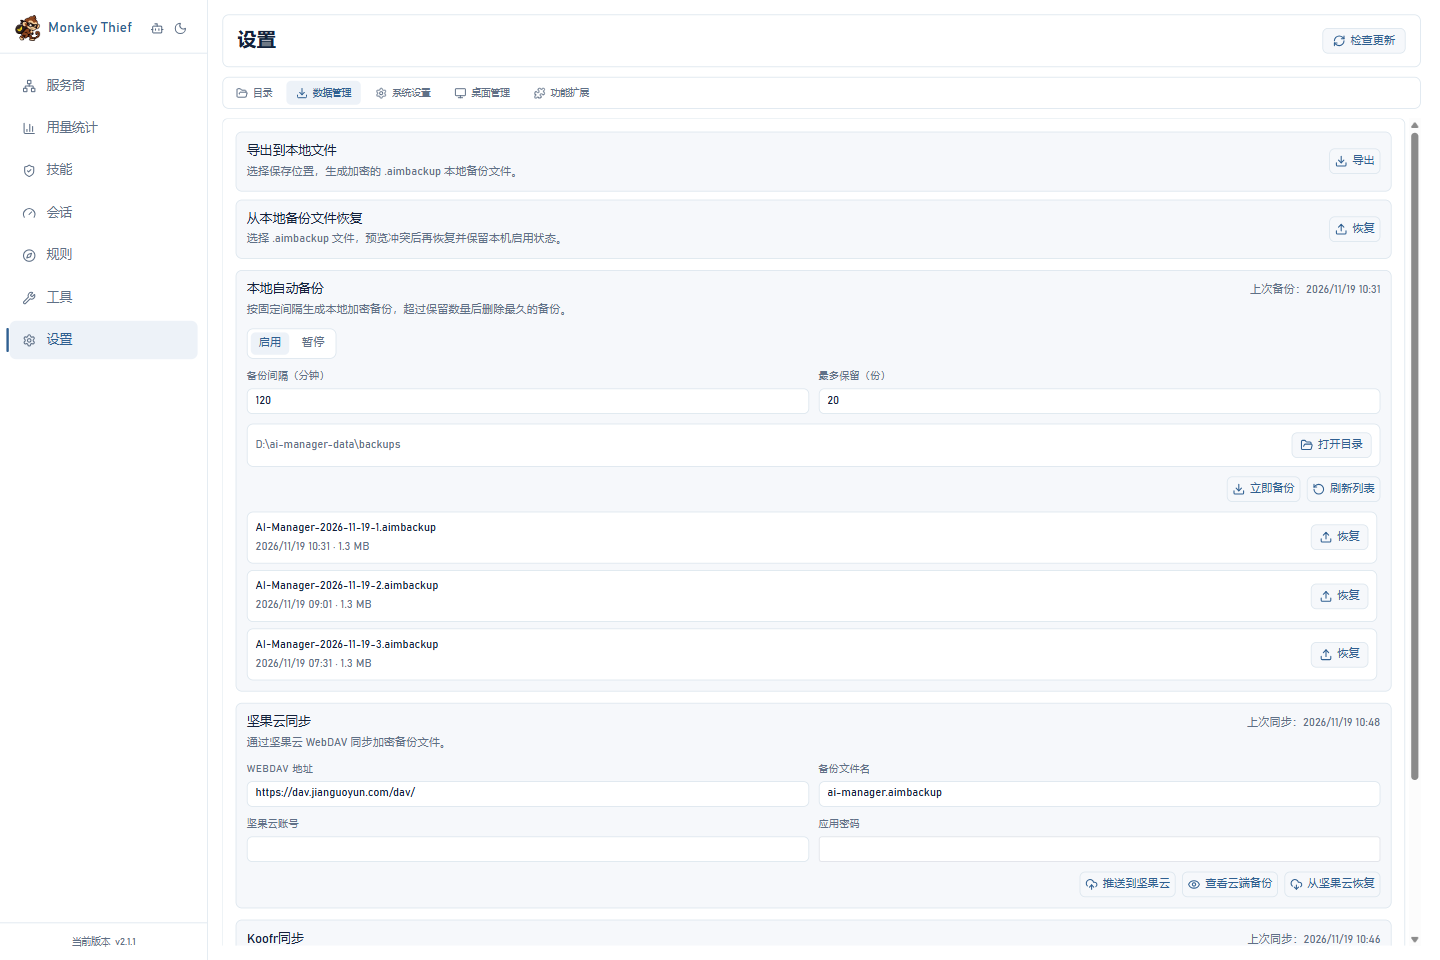 Monkey Thief
服务商
用量统计
技能
会话
规则
工具
设置
当前版本 v2.1.1
设置
检查更新
目录
数据管理
系统设置
桌面管理
功能扩展
导出到本地文件
选择保存位置，生成加密的 .aimbackup 本地备份文件。
导出
从本地备份文件恢复
选择 .aimbackup 文件，预览冲突后再恢复并保留本机启用状态。
恢复
本地自动备份
上次备份：2026/11/19 10:31
按固定间隔生成本地加密备份，超过保留数量后删除最久的备份。
启用
暂停
备份间隔（分钟）
最多保留（份）
120
20
D:\ai-manager-data\backups
打开目录
立即备份
刷新列表
AI-Manager-2026-11-19-1.aimbackup
2026/11/19 10:31 · 1.3 MB
恢复
AI-Manager-2026-11-19-2.aimbackup
2026/11/19 09:01 · 1.3 MB
恢复
AI-Manager-2026-11-19-3.aimbackup
2026/11/19 07:31 · 1.3 MB
恢复
坚果云同步
上次同步：2026/11/19 10:48
通过坚果云 WebDAV 同步加密备份文件。
WEBDAV 地址
备份文件名
https://dav.jianguoyun.com/dav/
ai-manager.aimbackup
坚果云账号
应用密码
推送到坚果云
查看云端备份
从坚果云恢复
Koofr同步
上次同步：2026/11/19 10:46